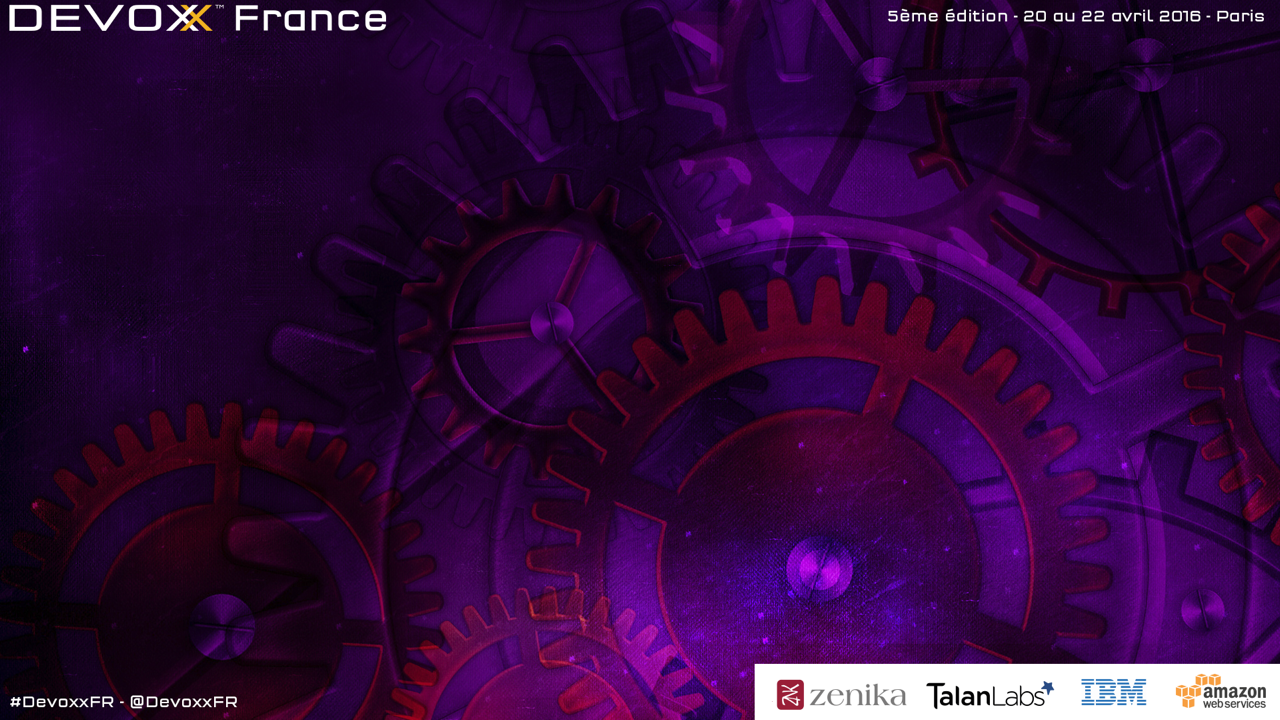 DEVOXX™ France
5ème édition - 20 au 22 avril 2016 - Paris
#DevoxxFR - @DevoxxFR
zenika
TalanLabs
IBM
amazon
web services